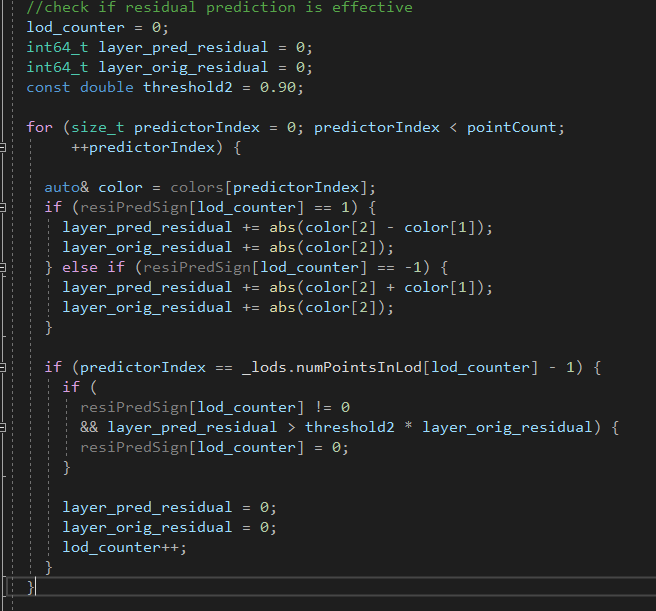 //check if residual prediction is effective
lod_counter = 0;
int64_t layer_pred_residual = 0;
int64_t layer_orig_residual = 0;
const double threshold2 = 0.90;
for (size_t predictorIndex = 0; predictorIndex < pointCount;
++predictorIndex) {
auto& color = colors[predictorIndex];
if (resiPredSign[lod_counter] == 1) {
layer_pred_residual += abs(color[2] - color[1]);
layer_orig_residual += abs(color[2]);
} else if (resiPredSign[lod_counter] == -1) {
layer_pred_residual += abs(color[2] + color[1]);
layer_orig_residual += abs(color[2]);
}
if (predictorIndex == _lods.numPointsInLod[lod_counter] - 1) {
if (
resiPredSign[lod_counter] != 0
&& layer_pred_residual > threshold2 * layer_orig_residual) {
resiPredSign[lod_counter] = 0;
}
layer_pred_residual = 0;
layer_orig_residual = 0;
lod_counter++;
}
}